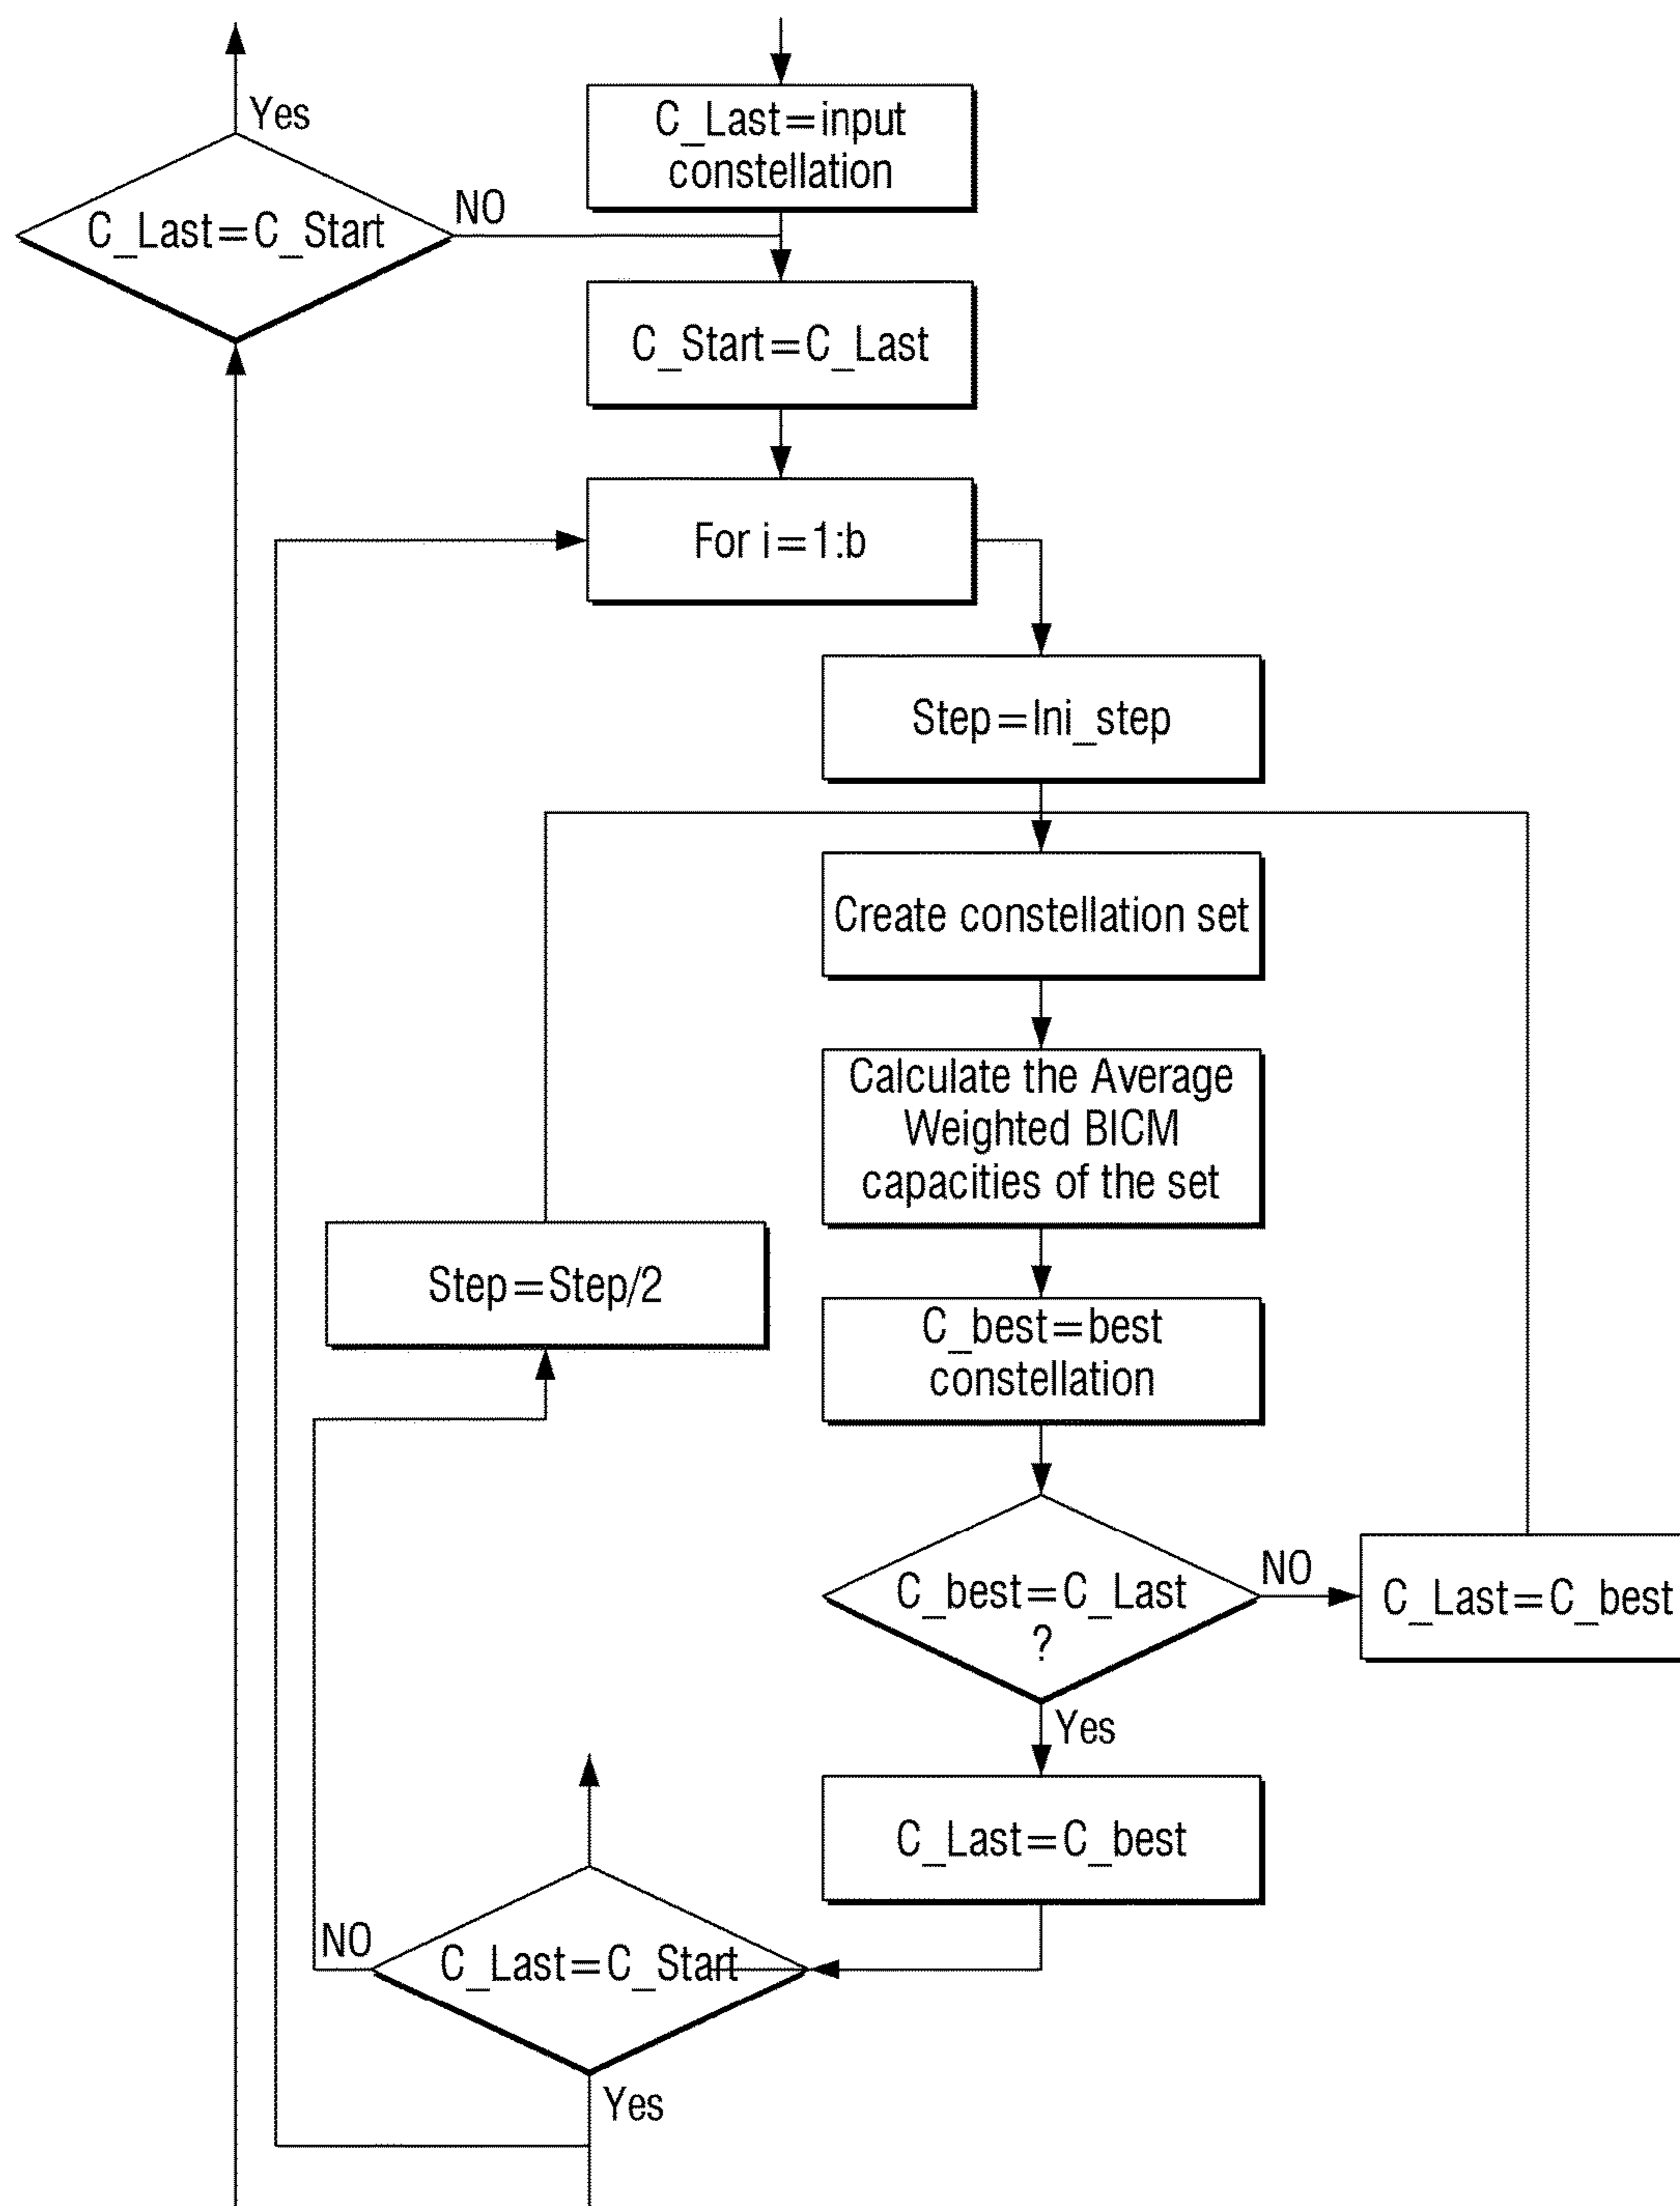 Yes
C_Last=input
constellation
C_Last=C_Start
NO
C_Start=C_Last
For i=1:b
Step=Ini_step
Create constellation set
Calculate the Average
Weighted BICM
capacities of the set
Step=Step/2
C_best=best
constellation
C_best=C_Last
?
NO
C_Last=C_best
Yes
C_Last=C_best
NO
C_Last=C_Start
Yes